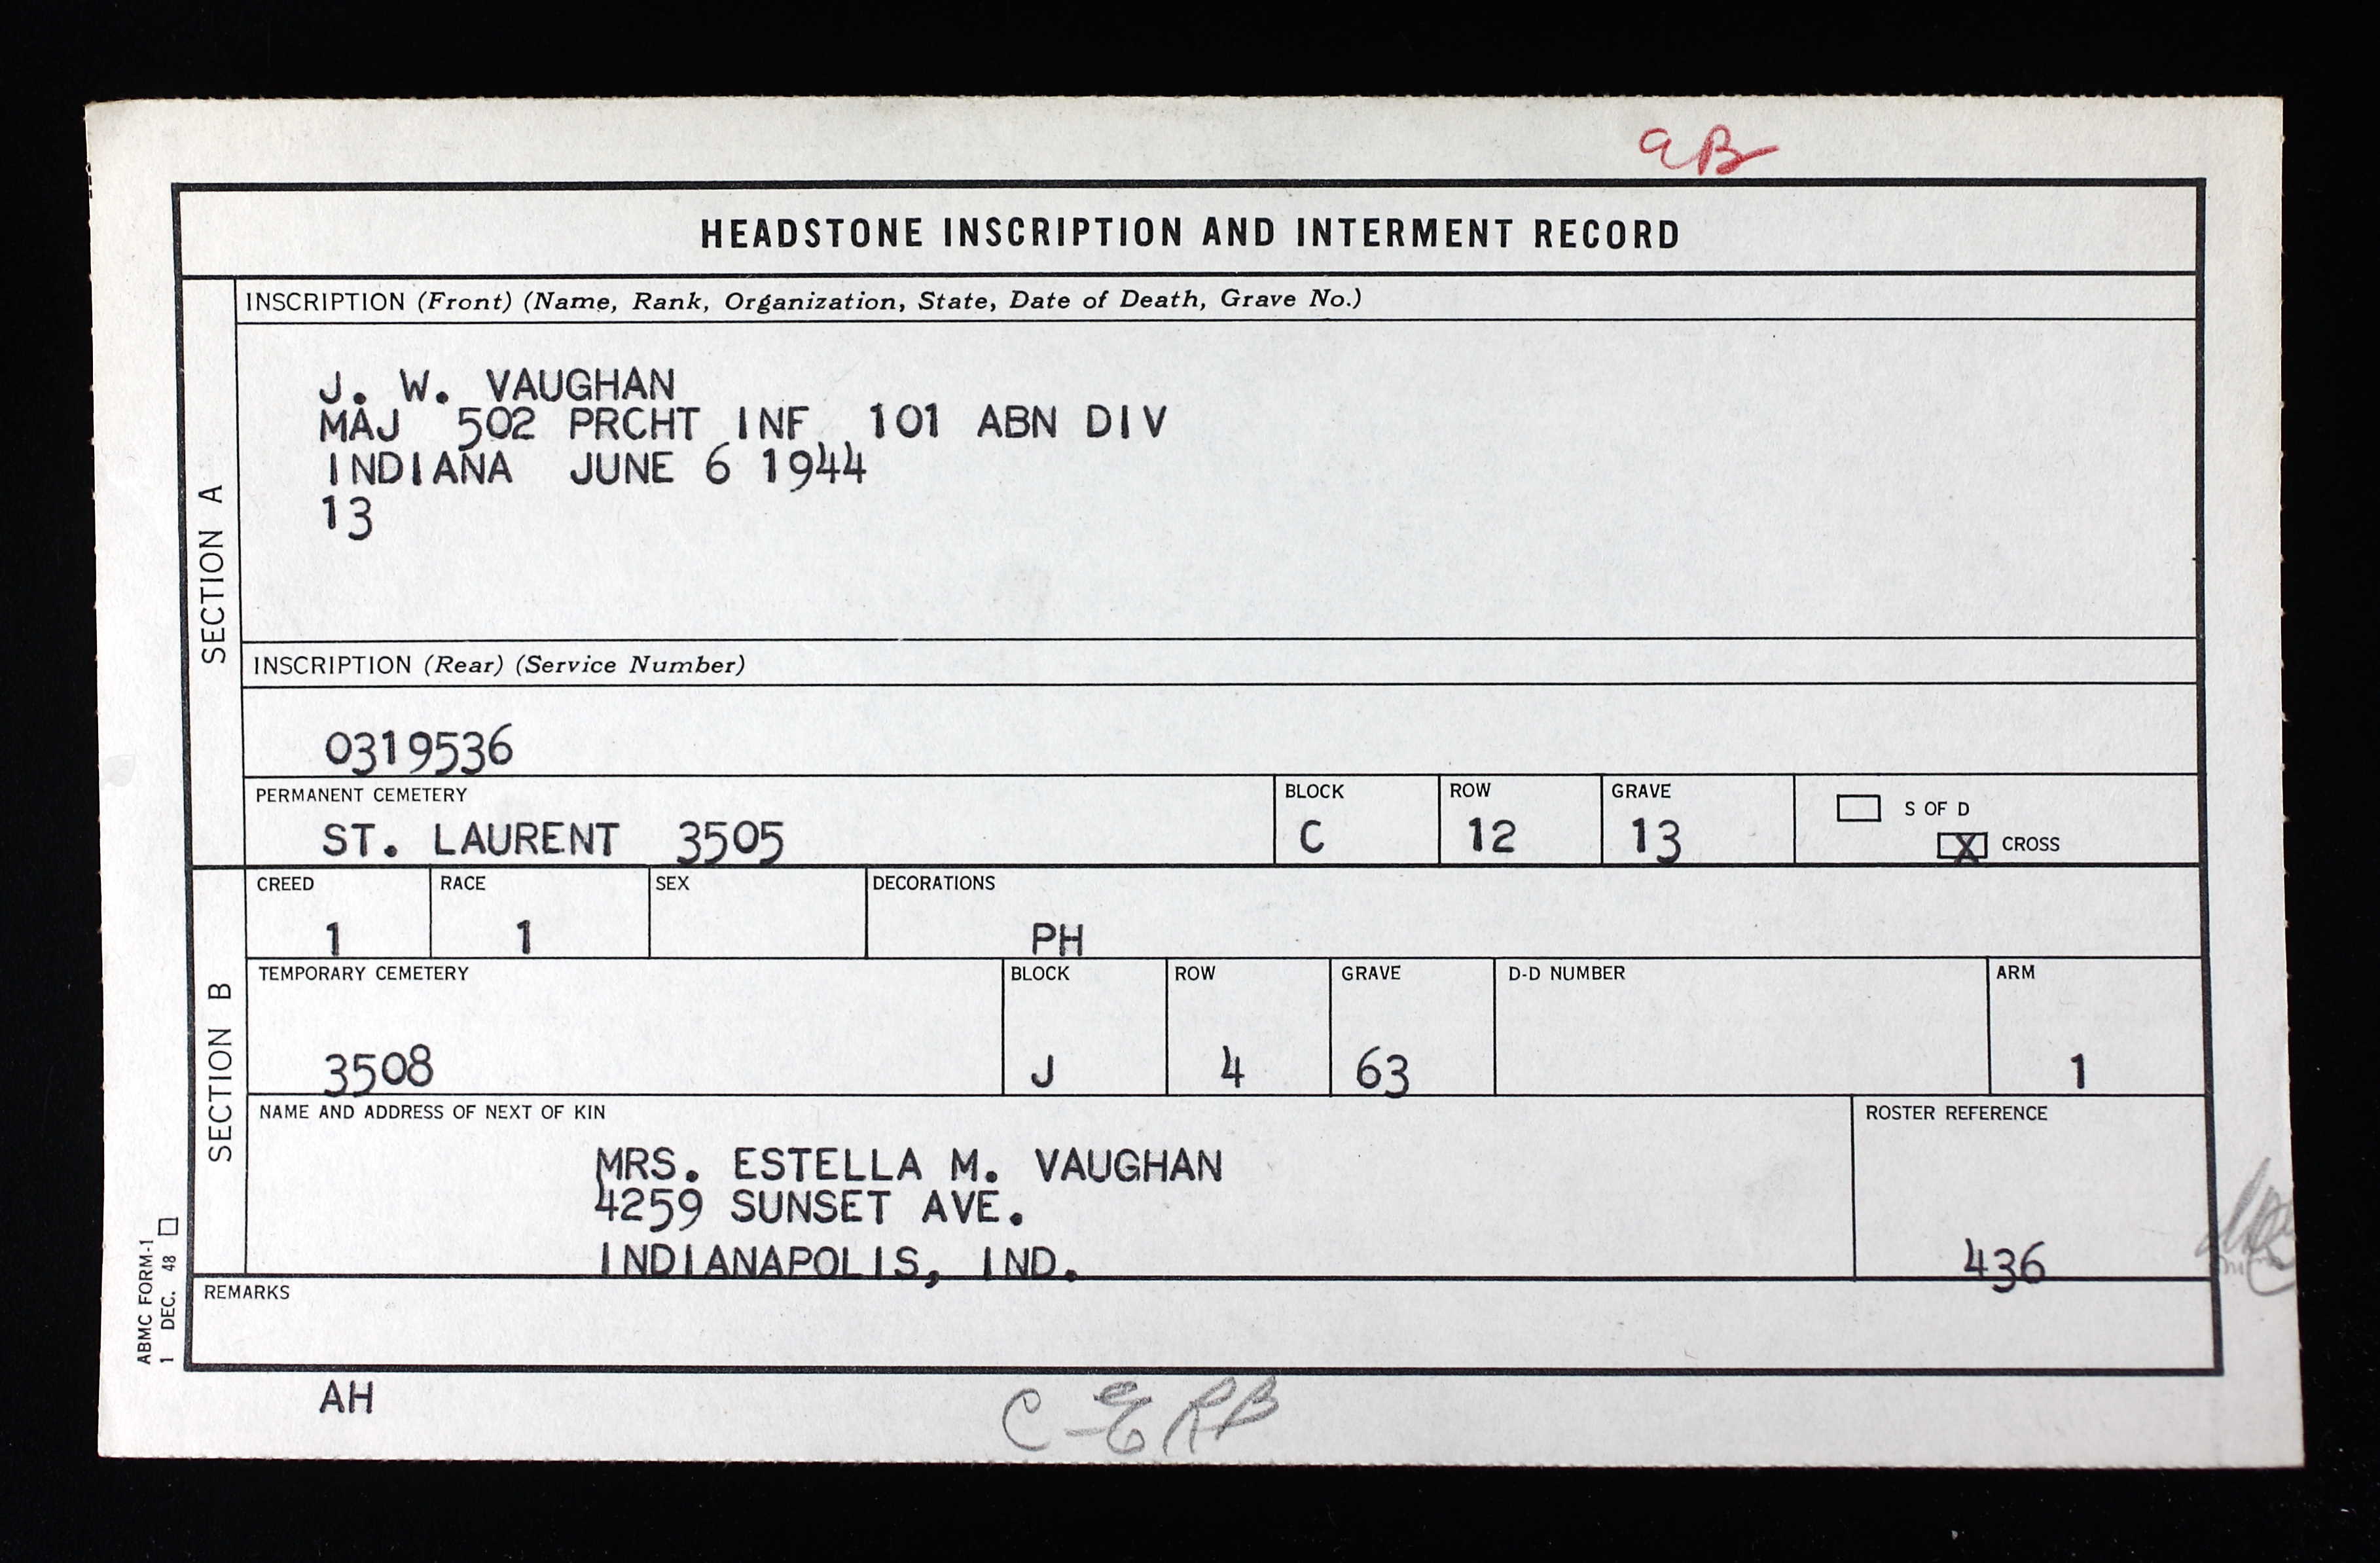 HEADSTONE INSCRIPTION AND INTERMENT RECORD
SECTION A
INSCRIPTION (Front) (Name, Rank, Organization, State, Date of Death, Grave No.)
J. W. VAUGHAN
MAJ 502 PRCHT INF 101 ABN DIV
INDIANA JUNE 6 1944
13
INSCRIPTION (Rear) (Service Number)
0319536
PERMANENT CEMETERY
ST. LAURENT 3505
BLOCK
C
ROW
12
GRAVE
13
S OF D
X CROSS
SECTION B
CREED
1
RACE
1
SEX
DECORATIONS
PH
TEMPORARY CEMETERY
3508
BLOCK
J
ROW
4
GRAVE
63
D-D NUMBER
ARM
1
NAME AND ADDRESS OF NEXT OF KIN
MRS. ESTELLA M. VAUGHAN
4259 SUNSET AVE.
INDIANAPOLIS, IND.
ROSTER REFERENCE
436
REMARKS
ABMC FORM-1
1 DEC. 48
AH